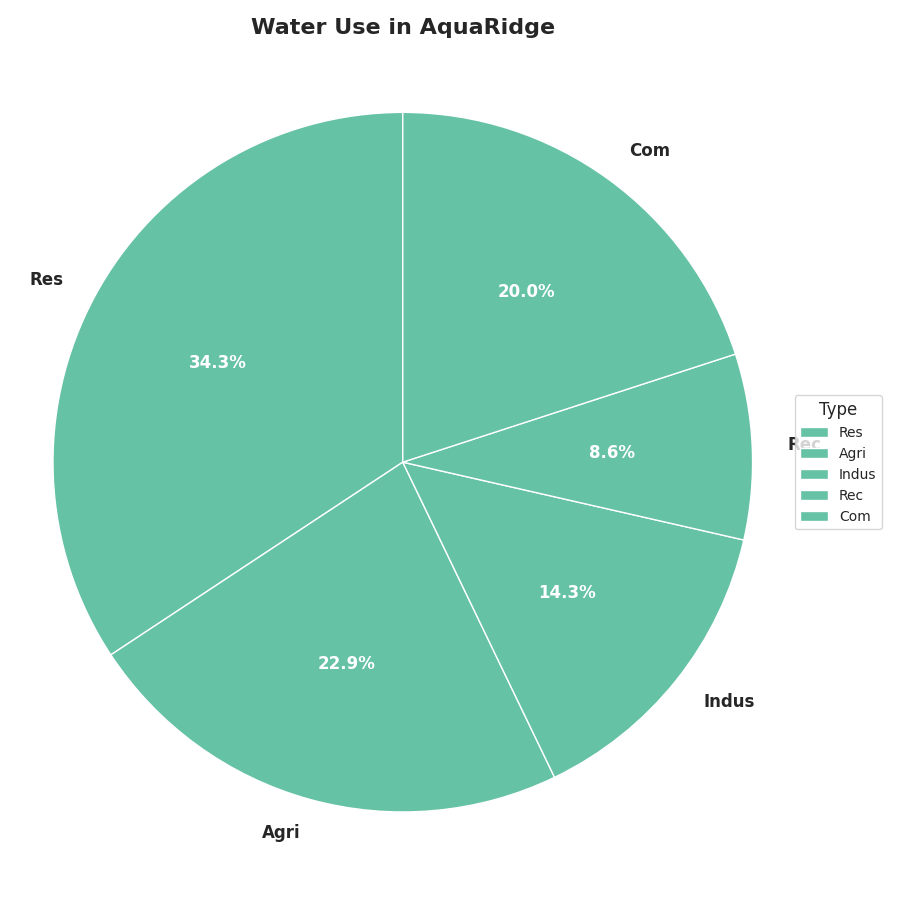 Water Use in AquaRidge
Com
Res
20.0%
34.3%
8.6%
Rec
14.3%
22.9%
Indus
Agri
Type
Res
Agri
Indus
Rec
Com